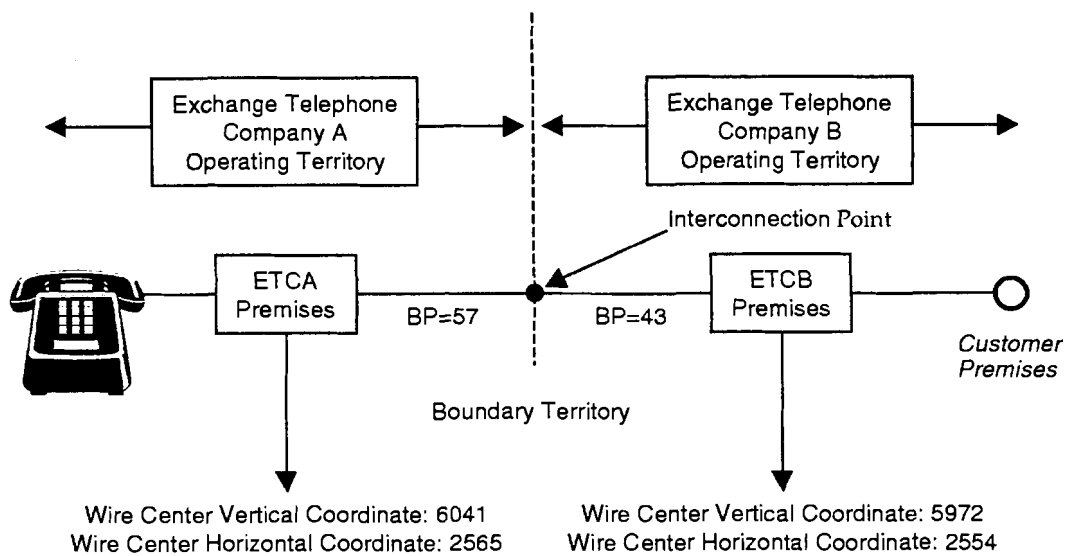 Exchange Telephone
Company A
Operating Territory
Exchange Telephone
Company B
Operating Territory
Interconnection Point
ETCA
Premises
BP=57
BP=43
ETCB
Premises
Customer
Premises
Boundary Territory
Wire Center Vertical Coordinate: 6041
Wire Center Horizontal Coordinate: 2565
Wire Center Vertical Coordinate: 5972
Wire Center Horizontal Coordinate: 2554